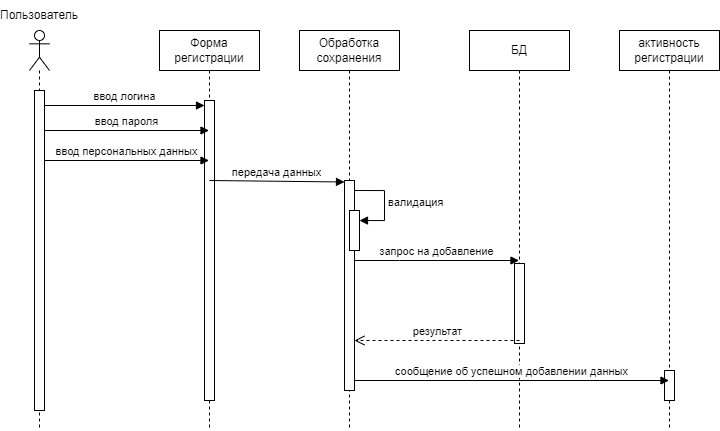 Пользователь
Форма
регистрации
Обработка
сохранения
БД
активность
регистрации
ввод логина
ввод пароля
ввод персональных данных
передача данных
валидация
запрос на добавление
результат
сообщение об успешном добавлении данных